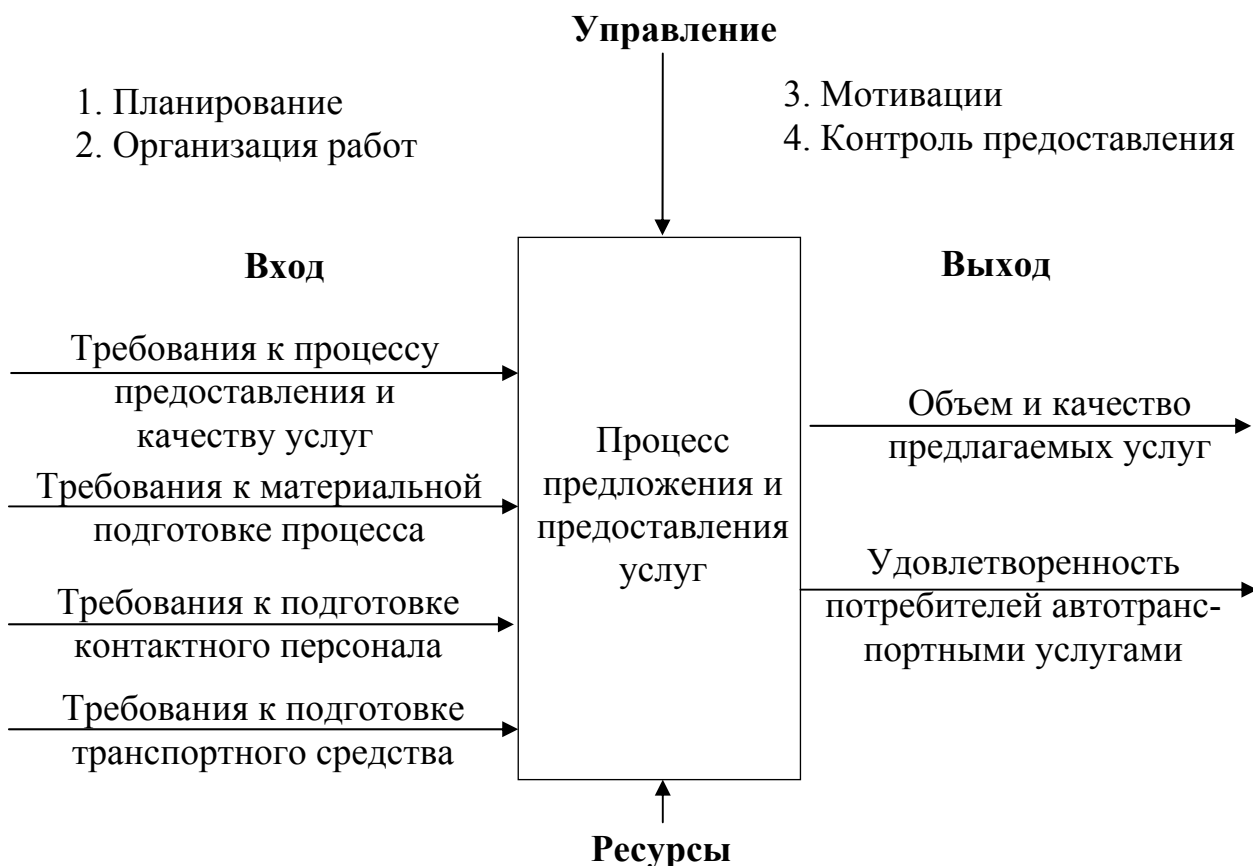 Управление
1. Планирование
2. Организация работ
3. Мотивации
4. Контроль предоставления
Вход
Требования к процессу
предоставления и
качеству услуг
Требования к материальной
подготовке процесса
Требования к подготовке
контактного персонала
Требования к подготовке
транспортного средства
Процесс
предложения и
предоставления
услуг
Выход
Объем и качество
предлагаемых услуг
Удовлетворенность
потребителей автотранс-
портными услугами
Ресурсы